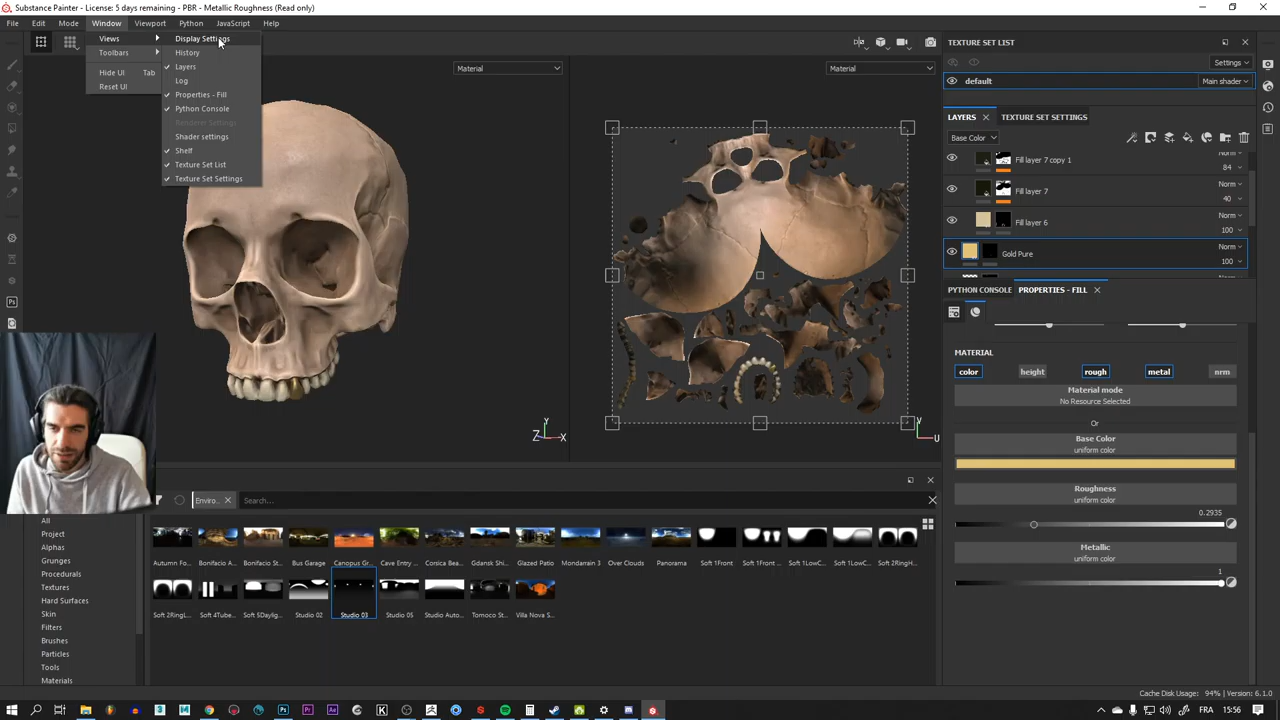 Substance Painter - License: 5 days remaining - PBR - Metallic Roughness (Read only)
File Edit Mode Window Viewport Python JavaScript Help
Views
Toolbars
Hide UI Tab
Reset UI
Display Settings
History
Layers
Log
Properties - Fill
Python Console
Renderer Settings
Shader settings
Shelf
Texture Set List
Texture Set Settings
Material
Material
Y
Z X
V
U
TEXTURE SET LIST
Settings
default Main shader
LAYERS TEXTURE SET SETTINGS
Base Color
Fill layer 7 copy 1 Norm
84
Fill layer 7 Norm
40
Fill layer 6 Norm
100
Gold Pure Norm
100
PYTHON CONSOLE PROPERTIES - FILL
MATERIAL
color height rough metal nrm
Material mode
No Resource Selected
Or
Base Color
uniform color
Roughness
uniform color
0.2935
Metallic
uniform color
1
Enviro... Search...
All
Project
Alphas
Grunges
Procedurals
Textures
Hard Surfaces
Skin
Filters
Brushes
Particles
Tools
Materials
Autumn Fo... Bonifacio A... Bonifacio St... Bus Garage Canopus Gr... Cave Entry ... Corsica Bea... Gdansk Shi... Glazed Patio Mondarrain 3 Over Clouds Panorama Soft 1Front Soft 1Front ... Soft 1LowC... Soft 1LowC... Soft 2RingH...
Soft 2RingL... Soft 4Tube... Soft 5Dayligh... Studio 02 Studio 03 Studio 05 Studio Auto... Tomoco St... Villa Nova S...
Cache Disk Usage: 94% | Version: 6.1.0
FRA 15:56